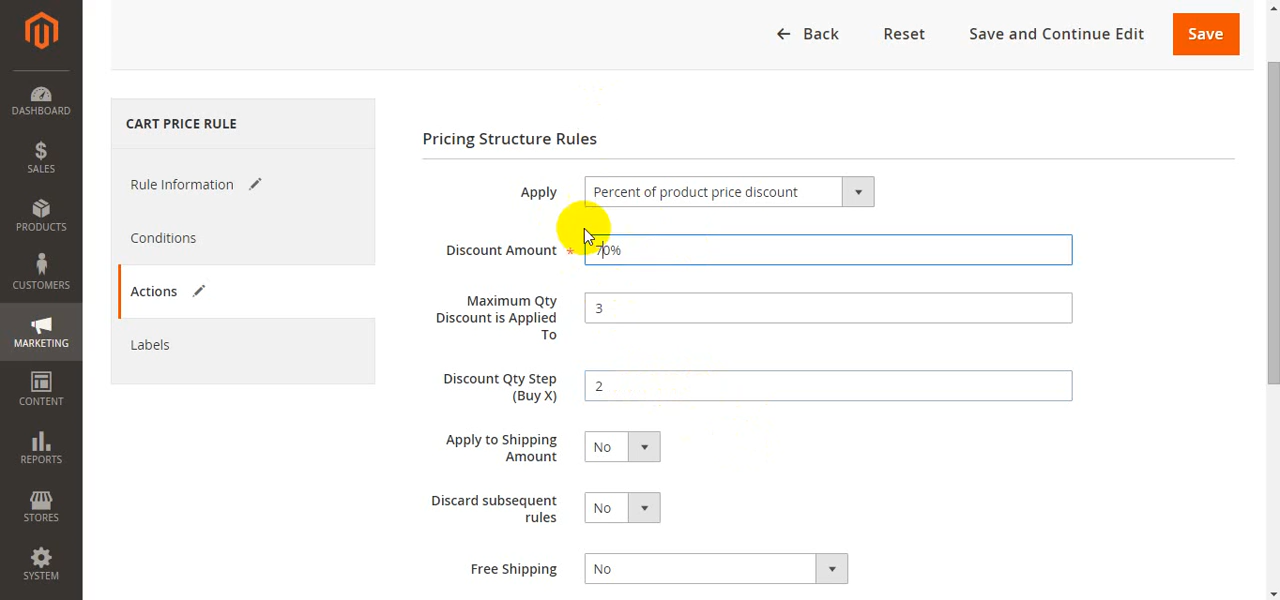 Back
Reset
Save and Continue Edit
Save
DASHBOARD
SALES
PRODUCTS
CUSTOMERS
MARKETING
CONTENT
REPORTS
STORES
SYSTEM
CART PRICE RULE
Rule Information
Conditions
Actions
Labels
Pricing Structure Rules
Apply
Percent of product price discount
Discount Amount *
70%
Maximum Qty
Discount is Applied
To
3
Discount Qty Step
(Buy X)
2
Apply to Shipping
Amount
No
Discard subsequent
rules
No
Free Shipping
No